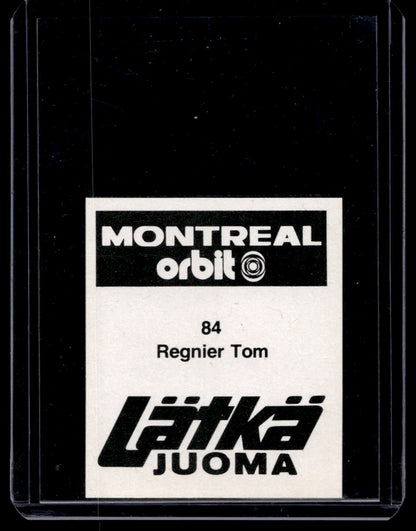 MONTREAL
orbit
84
Regnier Tom
Lätkä
JUOMA